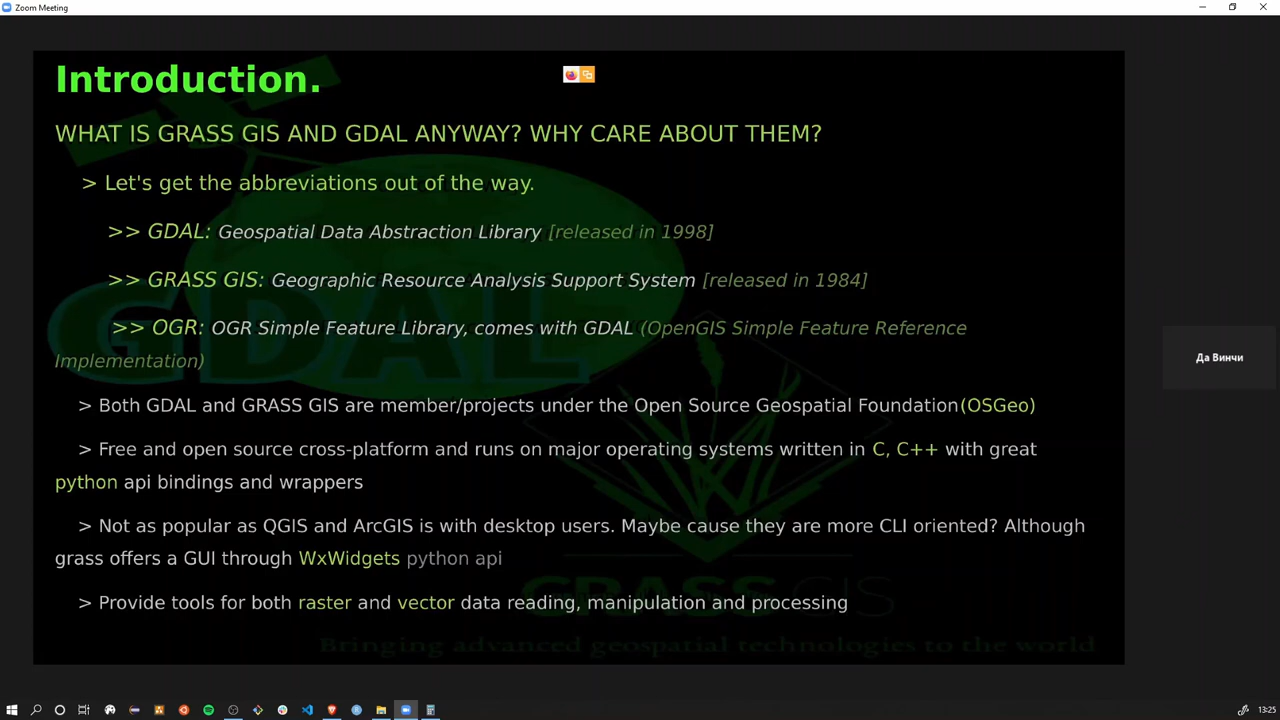 Zoom Meeting
Introduction.
WHAT IS GRASS GIS AND GDAL ANYWAY? WHY CARE ABOUT THEM?
> Let's get the abbreviations out of the way.
>> GDAL: Geospatial Data Abstraction Library [released in 1998]
>> GRASS GIS: Geographic Resource Analysis Support System [released in 1984]
>> OGR: OGR Simple Feature Library, comes with GDAL (OpenGIS Simple Feature Reference
Implementation)
> Both GDAL and GRASS GIS are member/projects under the Open Source Geospatial Foundation(OSGeo)
> Free and open source cross-platform and runs on major operating systems written in C, C++ with great
python api bindings and wrappers
> Not as popular as QGIS and ArcGIS is with desktop users. Maybe cause they are more CLI oriented? Although
grass offers a GUI through WxWidgets python api
> Provide tools for both raster and vector data reading, manipulation and processing
GDAL
GRASS GIS
Bringing advanced geospatial technologies to the world
Да Винчи
13:25